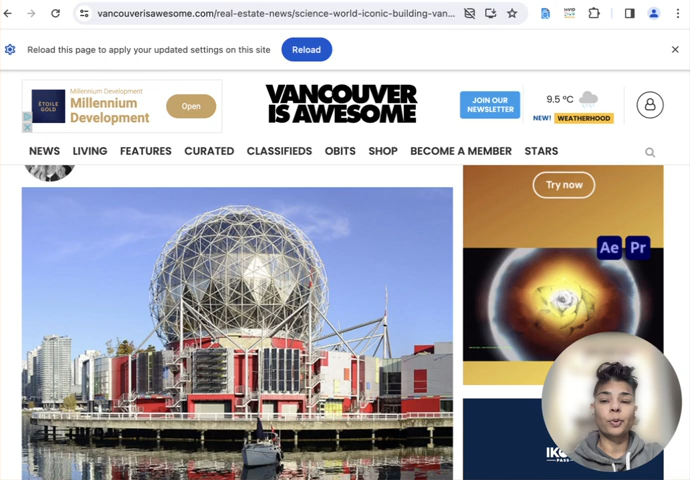 vancouverisawesome.com/real-estate-news/science-world-iconic-building-van...
Reload this page to apply your updated settings on this site
Reload
ÉTOILE
GOLD
Millennium Development
Millennium
Development
Open
VANCOUVER
IS AWESOME
JOIN OUR
NEWSLETTER
9.5 °C
NEW! WEATHERHOOD
NEWS LIVING FEATURES CURATED CLASSIFIEDS OBITS SHOP BECOME A MEMBER STARS
Try now
Ae Pr
PASS